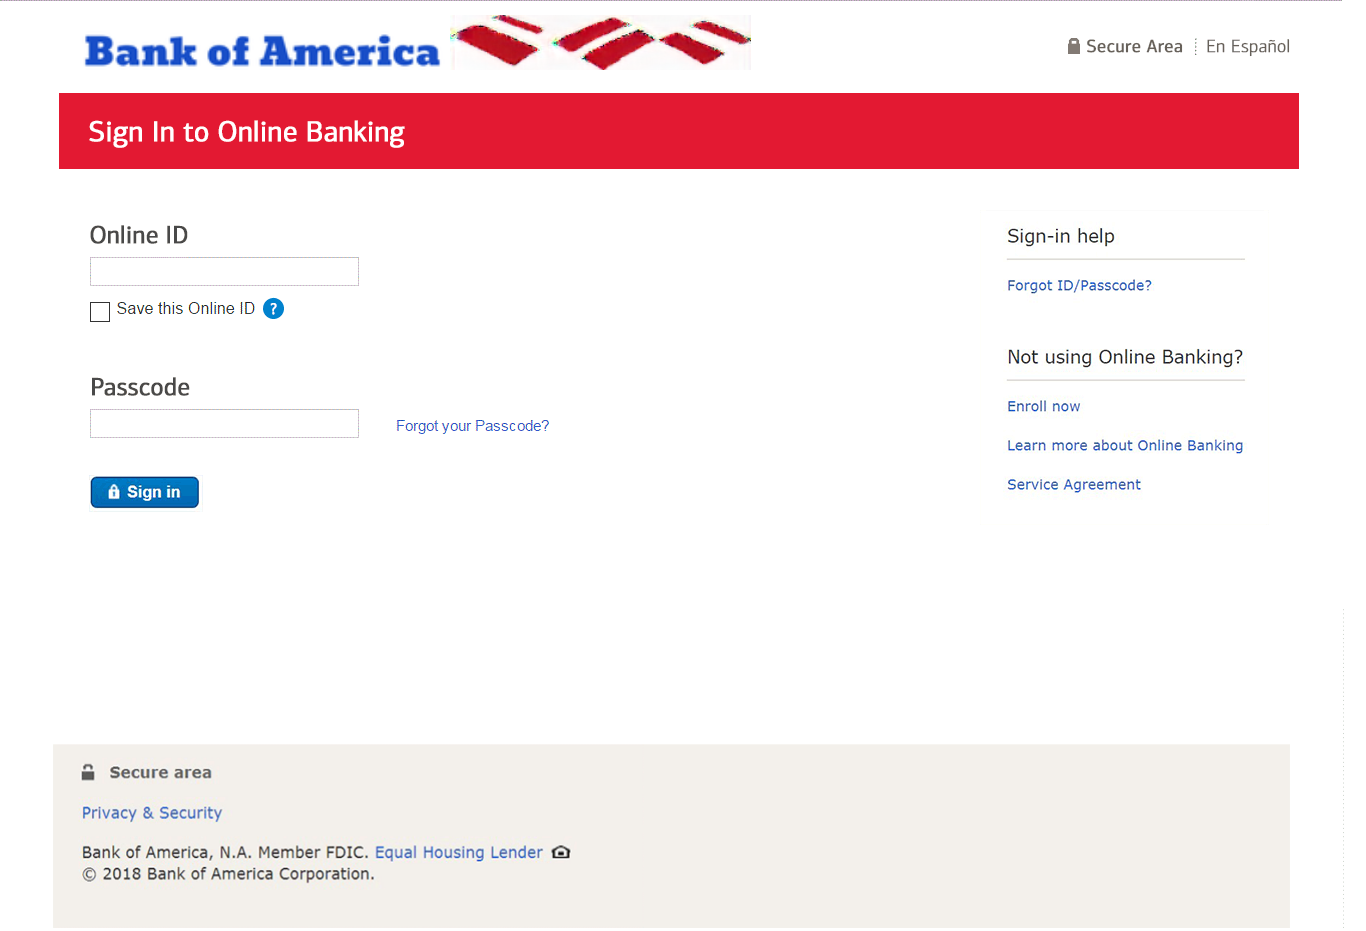 Bank of America
Secure Area
En Español
Sign In to Online Banking
Online ID
Save this Online ID ?
Passcode
Forgot your Passcode?
Sign in
Sign-in help
Forgot ID/Passcode?
Not using Online Banking?
Enroll now
Learn more about Online Banking
Service Agreement
Secure area
Privacy & Security
Bank of America, N.A. Member FDIC. Equal Housing Lender
© 2018 Bank of America Corporation.